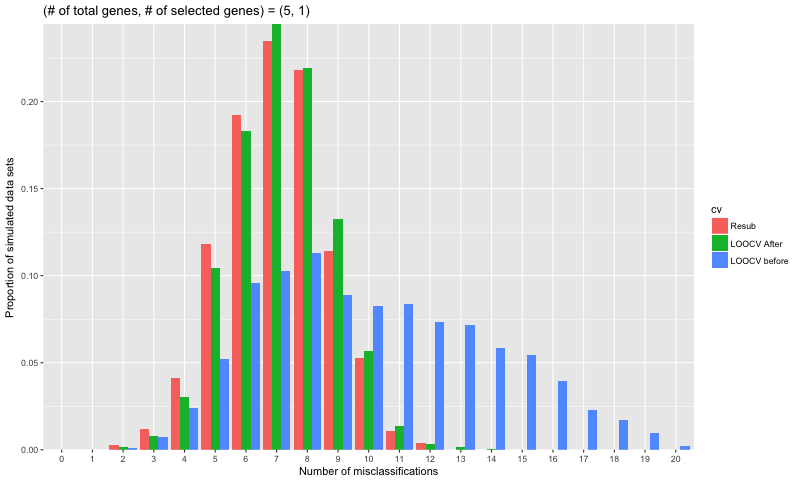 (# of total genes, # of selected genes) = (5, 1)
Proportion of simulated data sets
0.20
0.15
0.10
0.05
0.00
0 1 2 3 4 5 6 7 8 9 10 11 12 13 14 15 16 17 18 19 20
Number of misclassifications
cv
Resub
LOOCV After
LOOCV before